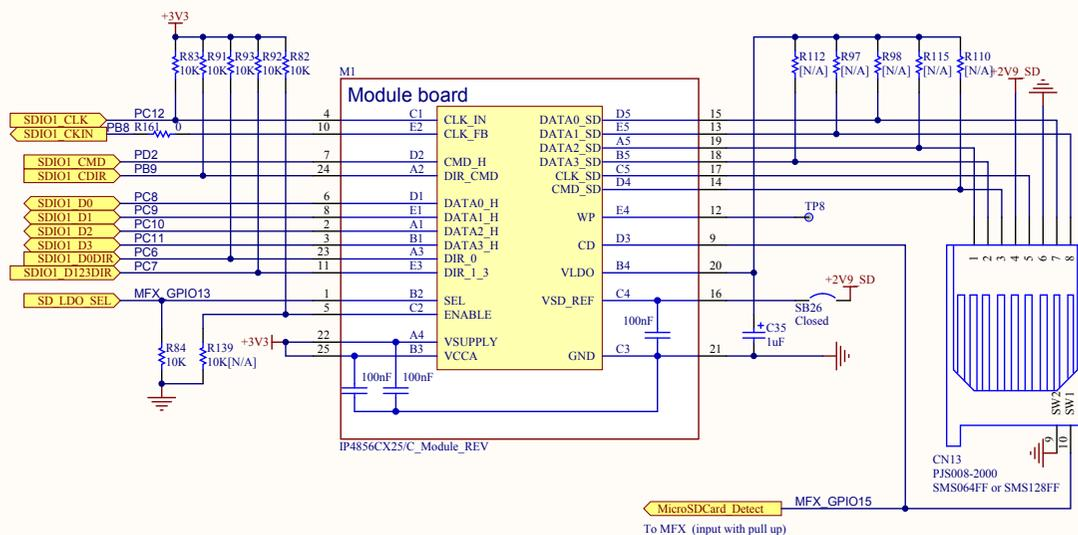 +3V3
R83 R91 R93 R92 R82
10K 10K 10K 10K 10K
R112 R97 R98 R115 R110
[N/A] [N/A] [N/A] [N/A] [N/A]
+2V9_SD
M1
Module board
SDIO1_CLK PC12 4 C1 CLK_IN
SDIO1_CKIN PB8 R161 0 10 E2 CLK_FB
SDIO1_CMD PD2 7 D2 CMD_H
SDIO1_CDIR PB9 24 A2 DIR_CMD
SDIO1_D0 PC8 6 D1 DATA0_H
SDIO1_D1 PC9 8 E1 DATA1_H
SDIO1_D2 PC10 2 A1 DATA2_H
SDIO1_D3 PC11 3 B1 DATA3_H
SDIO1_D0DIR PC6 23 A3 DIR_0
SDIO1_D123DIR PC7 11 E3 DIR_1_3
SD_LDO_SEL MFX_GPIO13 1 B2 SEL
5 C2 ENABLE
+3V3 22 A4 VSUPPLY
25 B3 VCCA
R84
10K
R139
10K[N/A]
100nF 100nF
DATA0_SD D5 15
DATA1_SD E5 13
DATA2_SD A5 19
DATA3_SD B5 18
CLK_SD C5 17
CMD_SD D4 14
WP E4 12 TP8
CD D3 9
VLDO B4 20
VSD_REF C4 16
+2V9_SD
SB26
Closed
100nF
C35
1uF
+
GND C3 21
IP4856CX25/C_Module_REV
1 2 3 4 5 6 7 8
SW2 SW1
9 10
CN13
PJS008-2000
SMS064FF or SMS128FF
MicroSDCard_Detect MFX_GPIO15
To MFX (input with pull up)